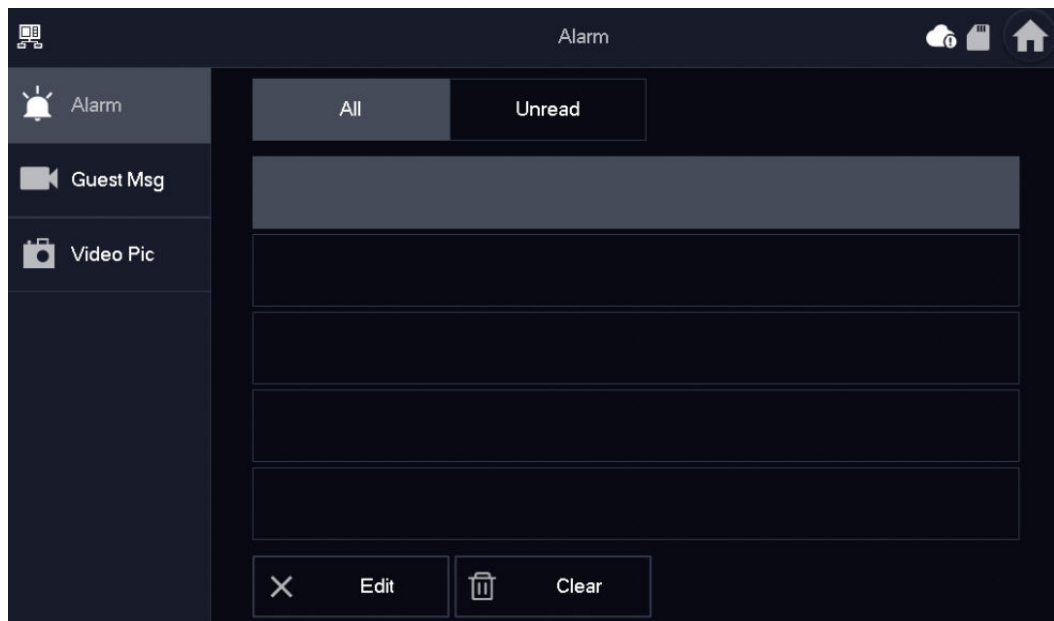 Alarm
Alarm
All
Unread
Guest Msg
Video Pic
Edit
Clear